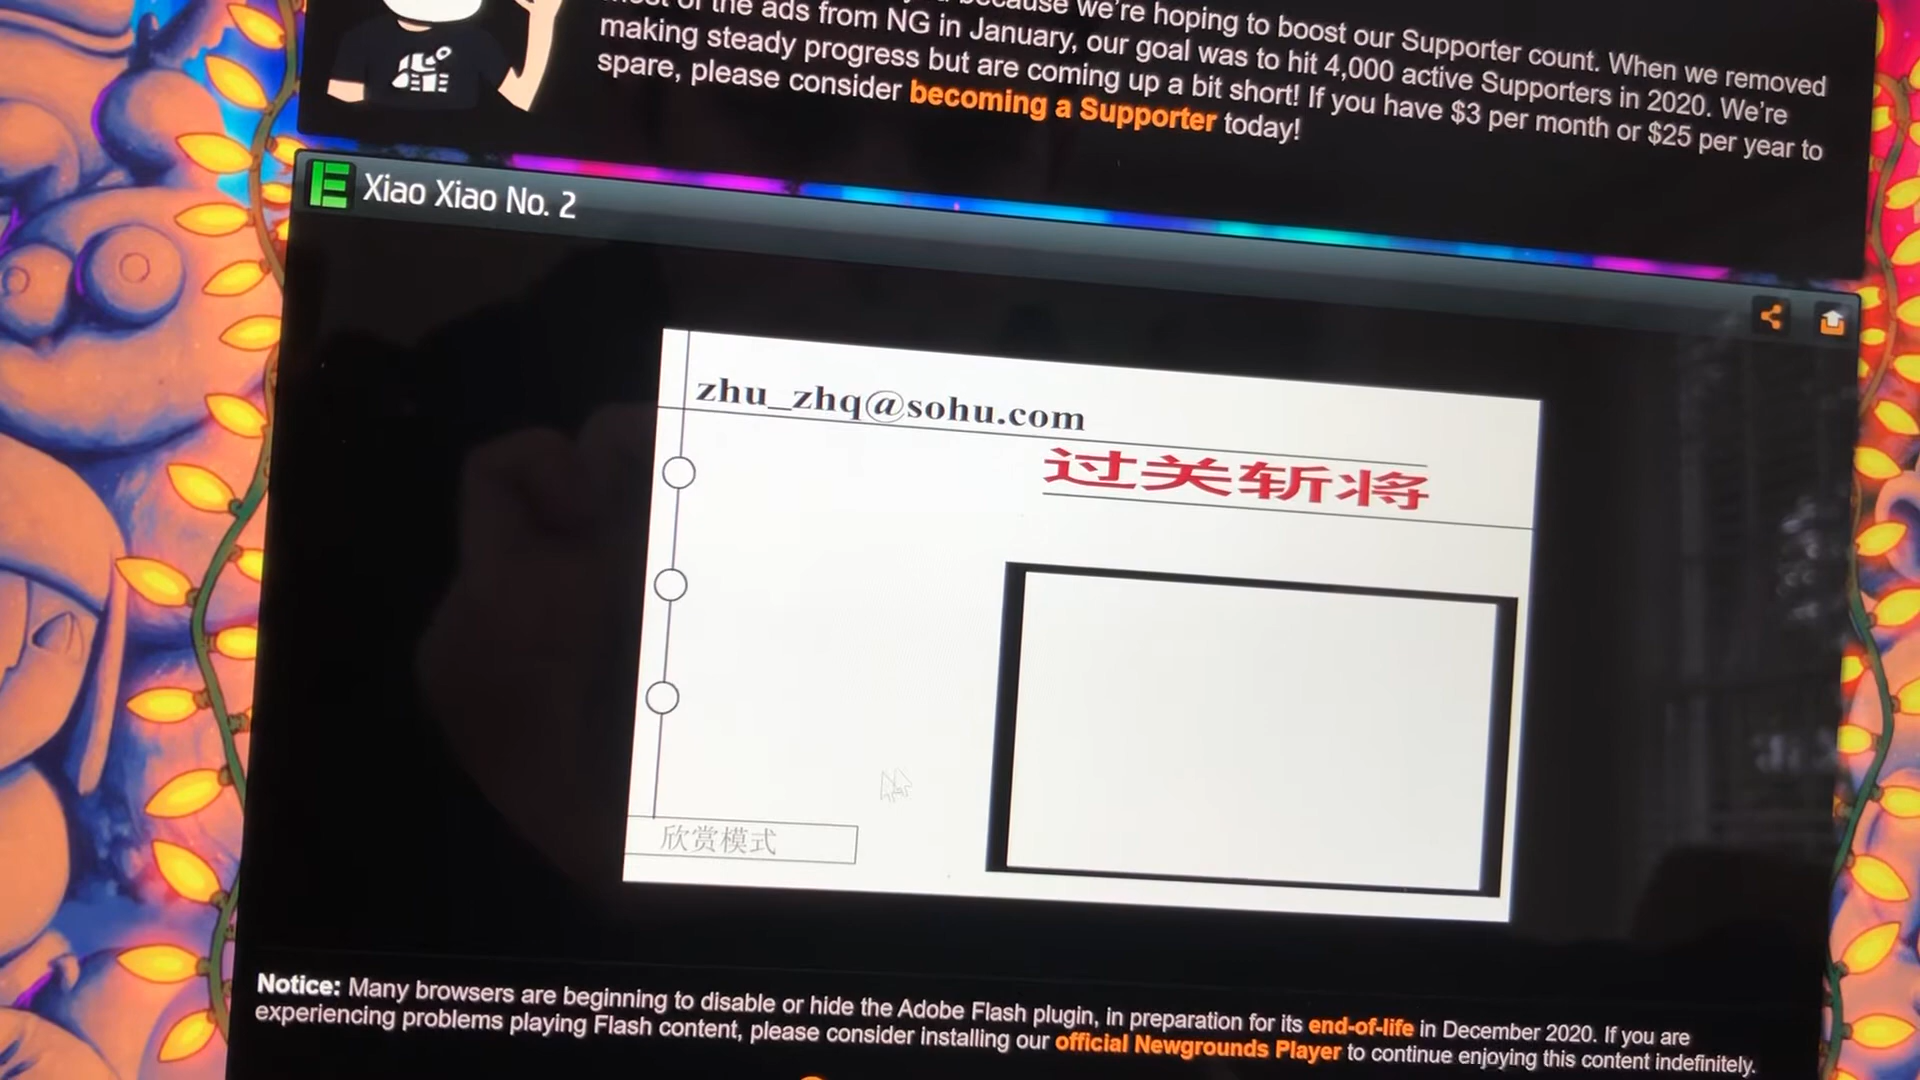 because we're hoping to boost our Supporter count. When we removed
of the ads from NG in January, our goal was to hit 4,000 active Supporters in 2020. We're
making steady progress but are coming up a bit short! If you have $3 per month or $25 per year to
spare, please consider becoming a Supporter today!
E Xiao Xiao No. 2
zhu_zhq@sohu.com
过关斩将
欣赏模式
Notice: Many browsers are beginning to disable or hide the Adobe Flash plugin, in preparation for its end-of-life in December 2020. If you are
experiencing problems playing Flash content, please consider installing our official Newgrounds Player to continue enjoying this content indefinitely.